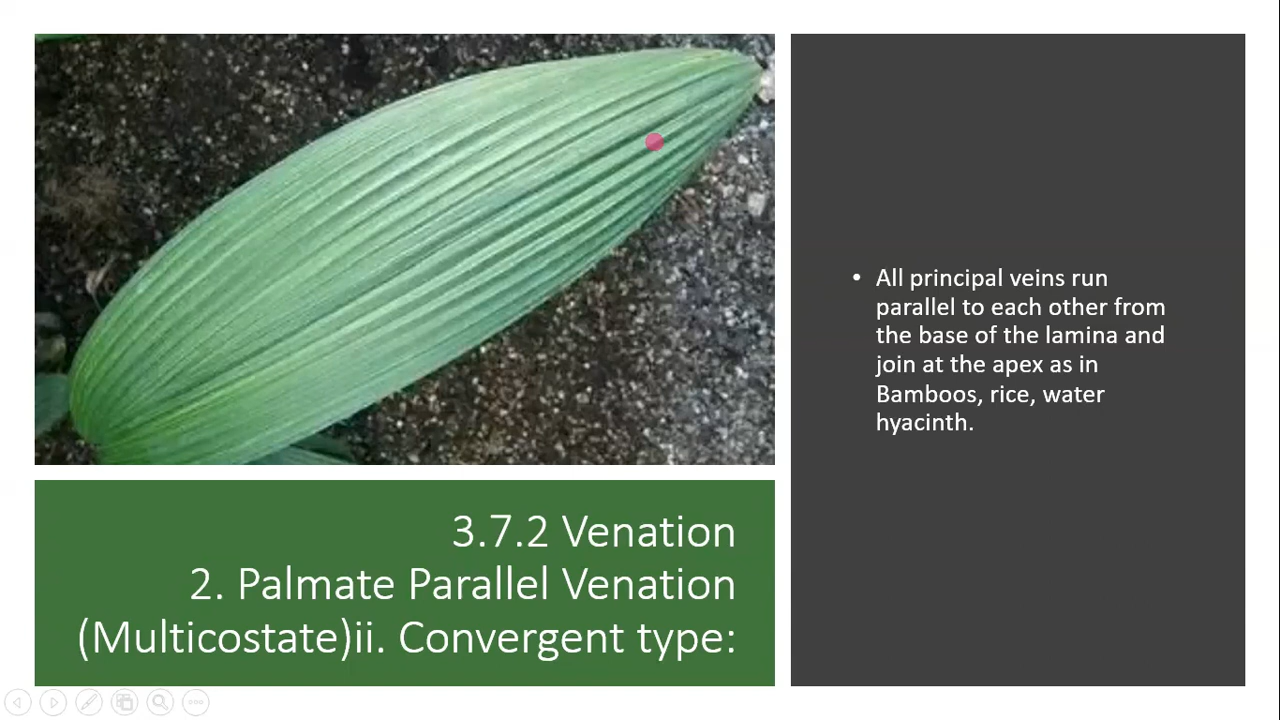 • All principal veins run
parallel to each other from
the base of the lamina and
join at the apex as in
Bamboos, rice, water
hyacinth.
3.7.2 Venation
2. Palmate Parallel Venation
(Multicostate)ii. Convergent type: